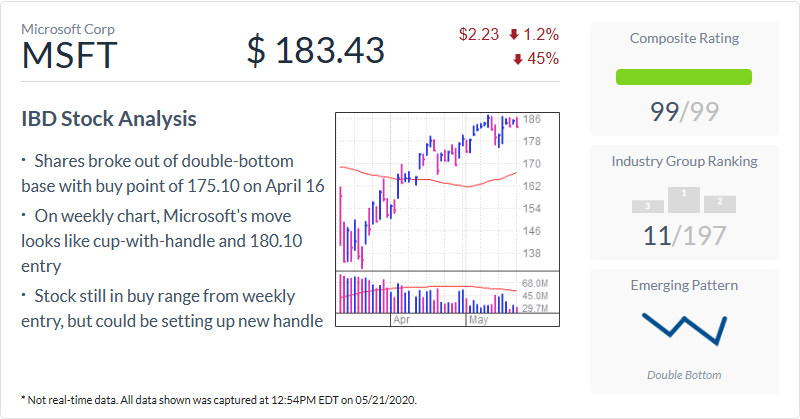 Microsoft Corp
MSFT
$ 183.43
$2.23 1.2%
45%
IBD Stock Analysis
· Shares broke out of double-bottom
base with buy point of 175.10 on April 16
· On weekly chart, Microsoft's move
looks like cup-with-handle and 180.10
entry
· Stock still in buy range from weekly
entry, but could be setting up new handle
186
178
170
162
154
146
138
68.0M
45.0M
29.7M
Apr May
Composite Rating
99/99
Industry Group Ranking
3 1 2
11/197
Emerging Pattern
Double Bottom
* Not real-time data. All data shown was captured at 12:54PM EDT on 05/21/2020.